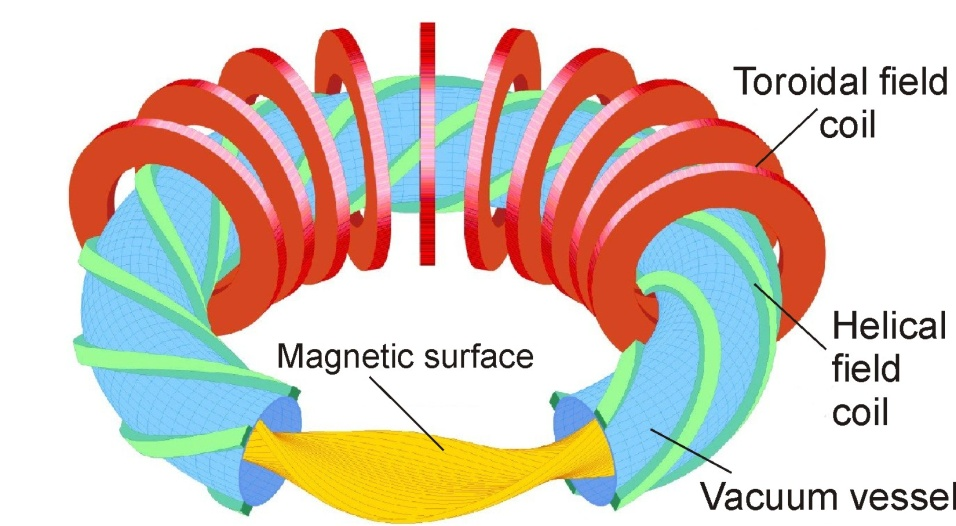 Toroidal field
coil
Magnetic surface
Helical
field
coil
Vacuum vessel